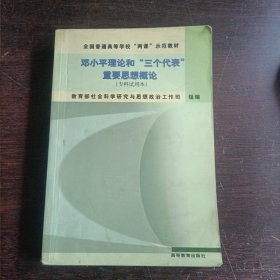 全国普通高等学校“两课”示范教材
邓小平理论和“三个代表”
重要思想概论
(专科试用本)
教育部社会科学研究与思想政治工作司 组编
高等教育出版社